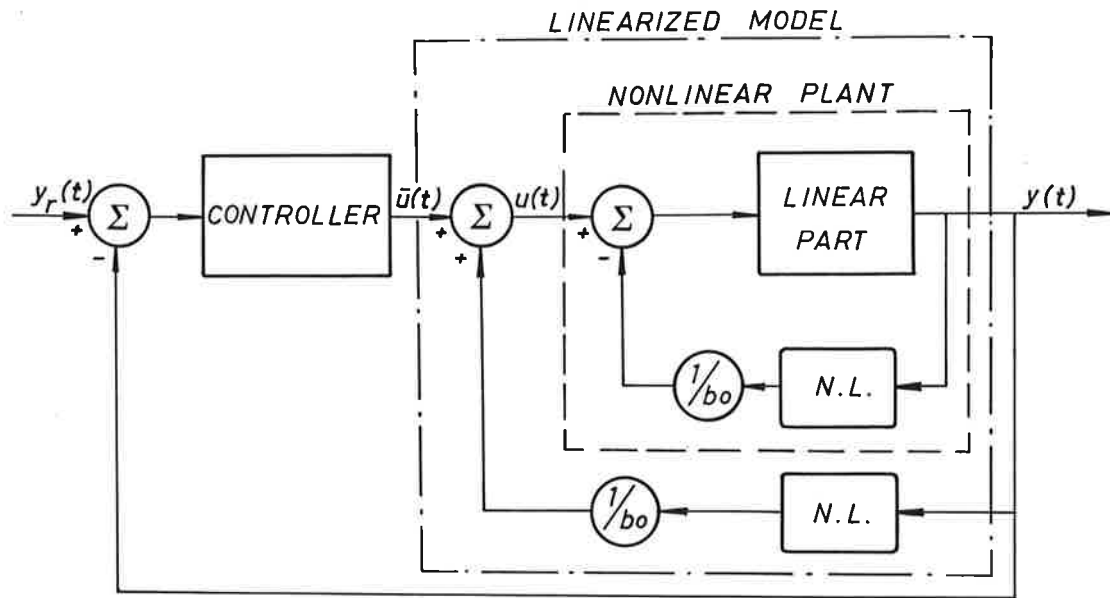 LINEARIZED MODEL
NONLINEAR PLANT
y_r(t)
+
-
Σ
CONTROLLER
ū(t)
+
+
Σ
u(t)
+
-
Σ
LINEAR
PART
y(t)
1/bo
N.L.
1/bo
N.L.